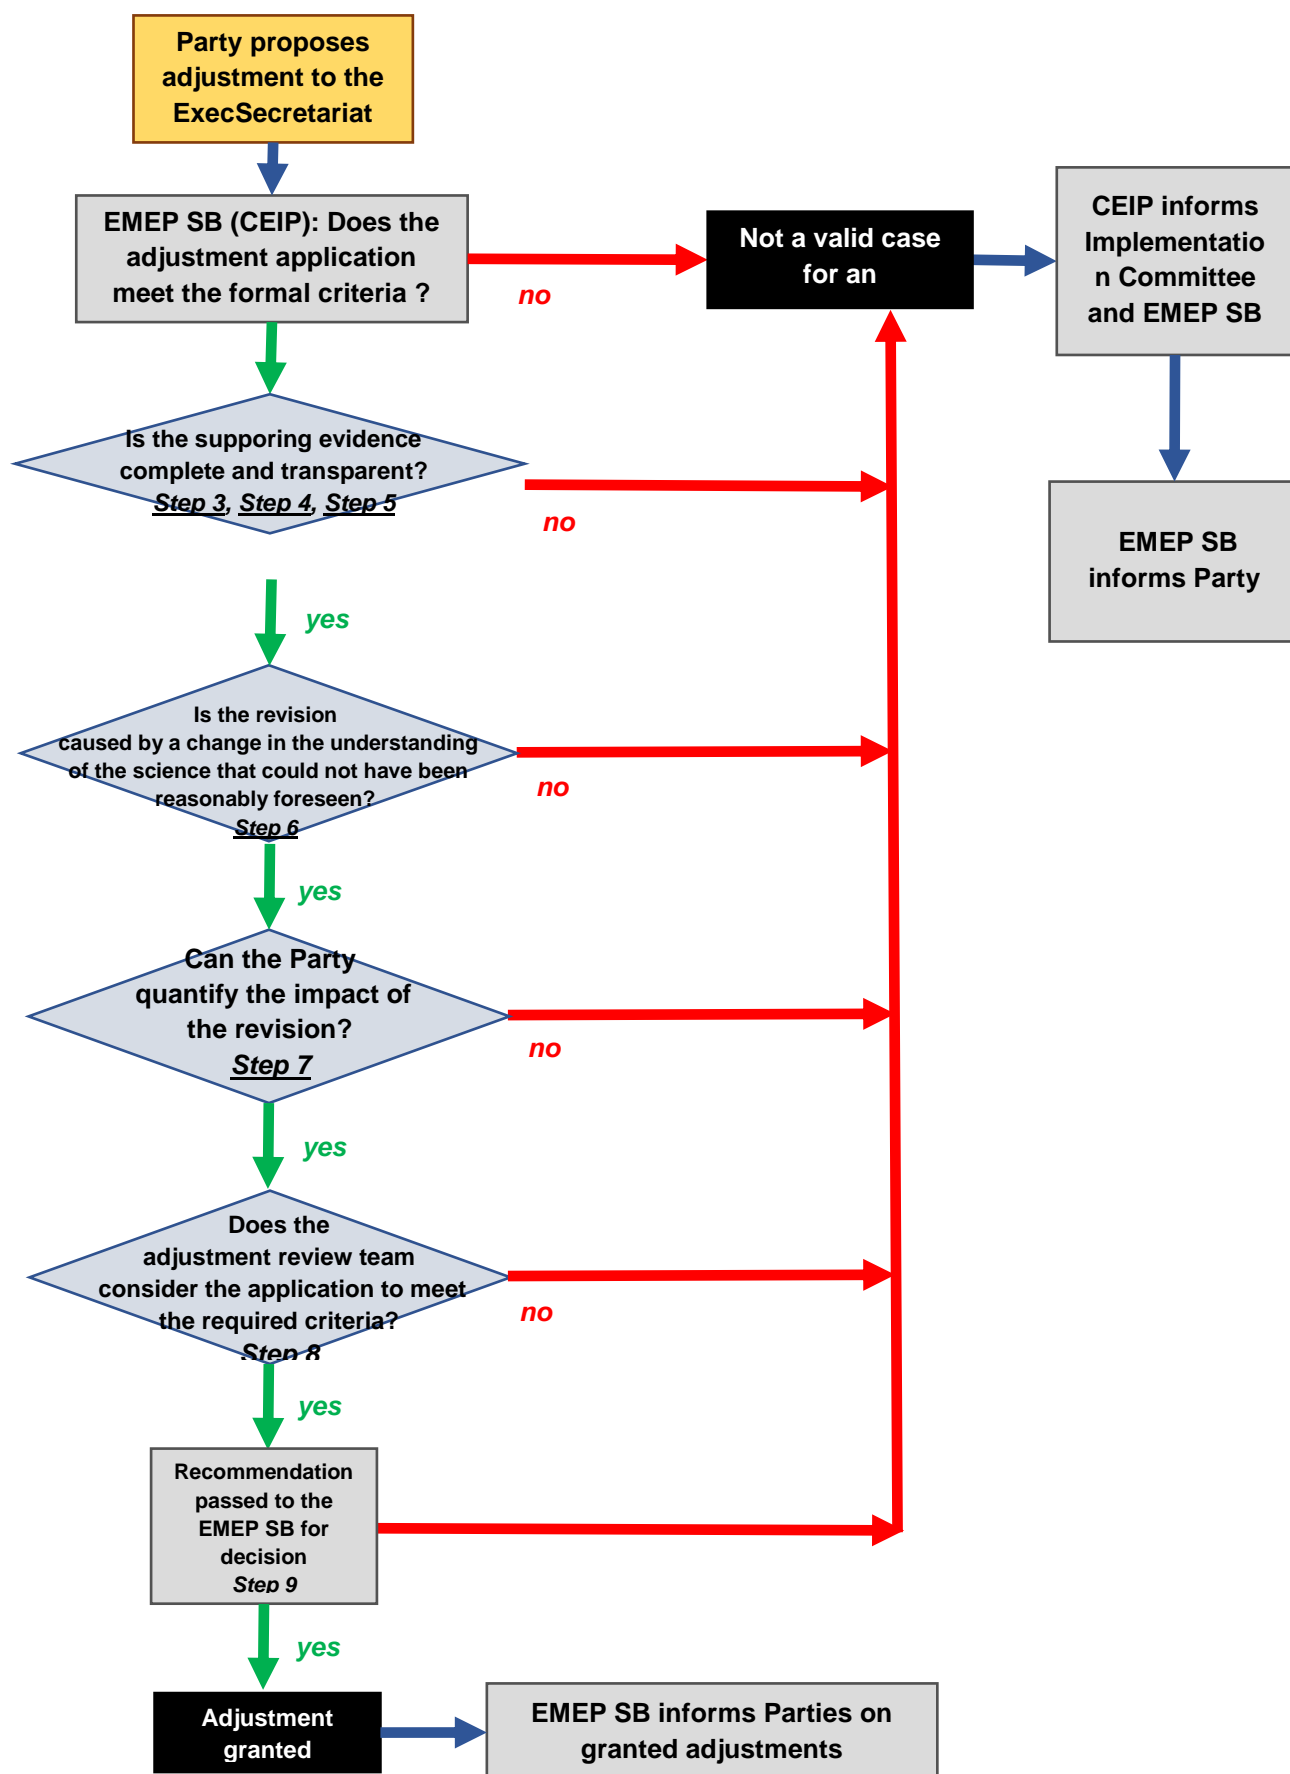 Party proposes
adjustment to the
ExecSecretariat
EMEP SB (CEIP): Does the
adjustment application
meet the formal criteria ?
no
Not a valid case
for an
CEIP informs
Implementatio
n Committee
and EMEP SB
EMEP SB
informs Party
Is the supporing evidence
complete and transparent?
Step 3, Step 4, Step 5
no
yes
Is the revision
caused by a change in the understanding
of the science that could not have been
reasonably foreseen?
Step 6
no
yes
Can the Party
quantify the impact of
the revision?
Step 7
no
yes
Does the
adjustment review team
consider the application to meet
the required criteria?
Step 8
no
yes
Recommendation
passed to the
EMEP SB for
decision
Step 9
yes
Adjustment
granted
EMEP SB informs Parties on
granted adjustments